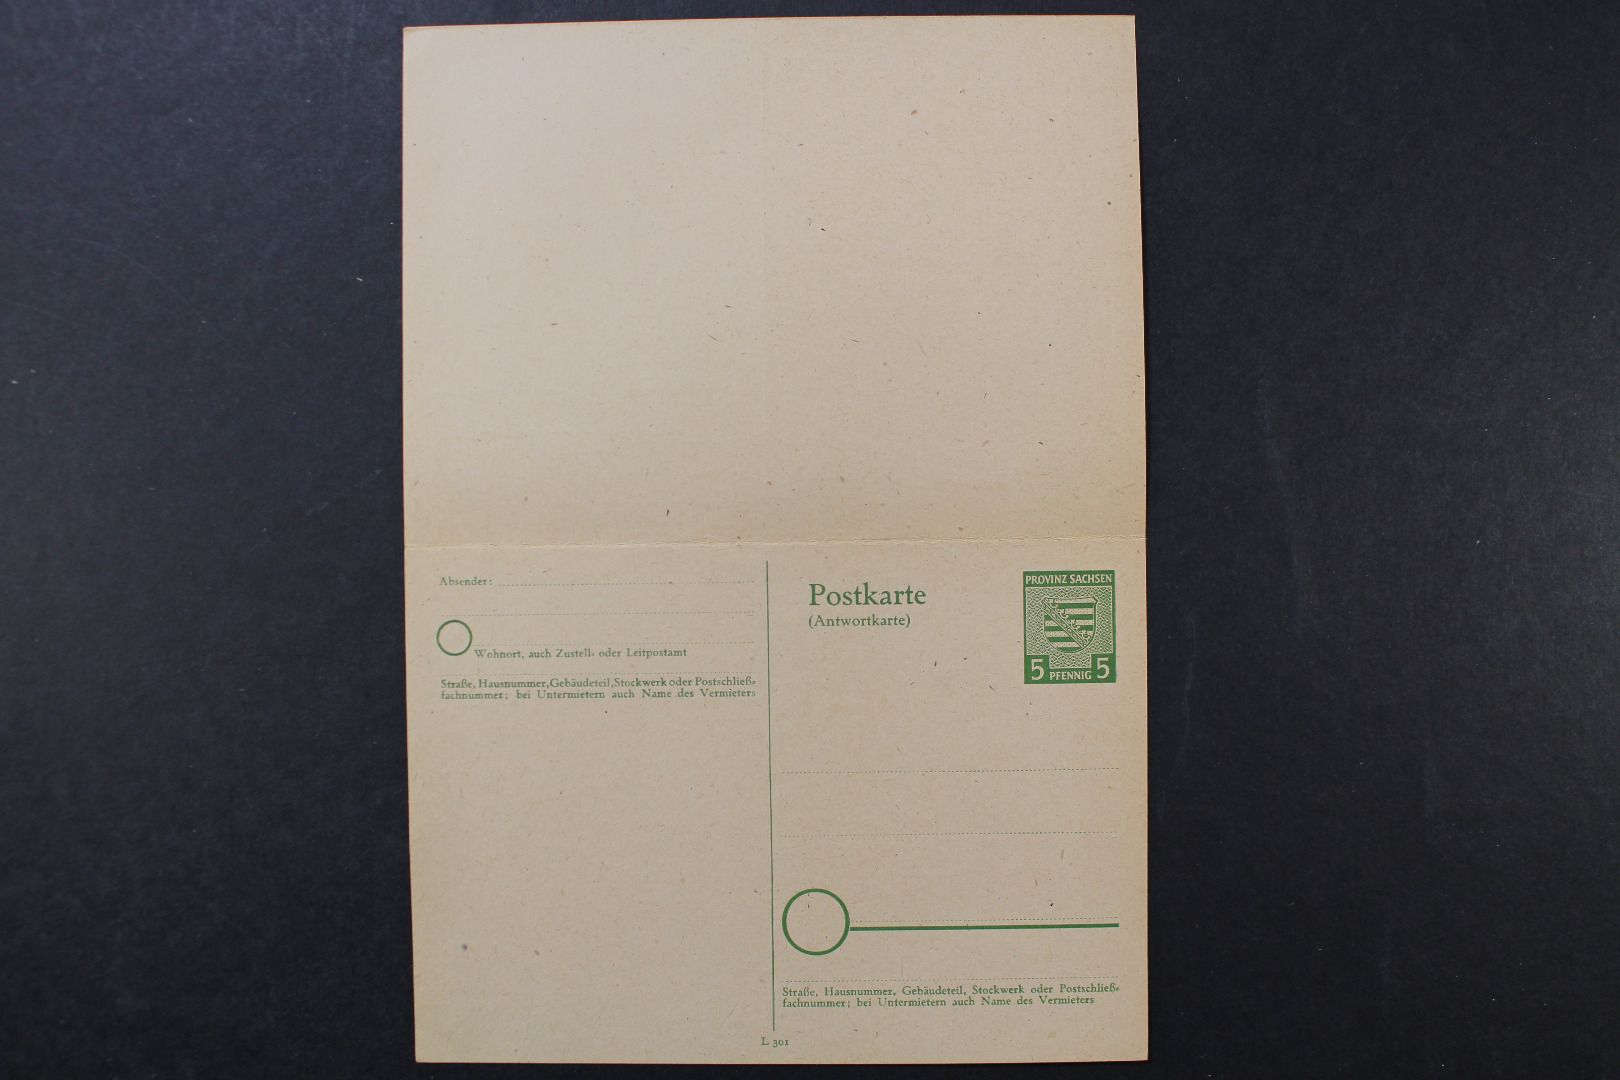 Absender:
Wohnort, auch Zustell- oder Leitpostamt
Straße, Hausnummer, Gebäudeteil, Stockwerk oder Postschließ-
fachnummer; bei Untermietern auch Name des Vermieters
Postkarte
(Antwortkarte)
PROVINZ SACHSEN
5 PFENNIG 5
Straße, Hausnummer, Gebäudeteil, Stockwerk oder Postschließ-
fachnummer; bei Untermietern auch Name des Vermieters
L 301